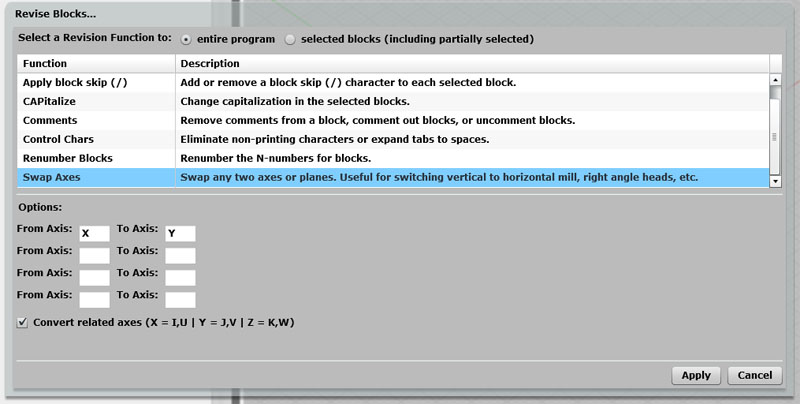 Revise Blocks...
Select a Revision Function to: entire program selected blocks (including partially selected)
Function Description
Apply block skip (/) Add or remove a block skip (/) character to each selected block.
CAPitalize Change capitalization in the selected blocks.
Comments Remove comments from a block, comment out blocks, or uncomment blocks.
Control Chars Eliminate non-printing characters or expand tabs to spaces.
Renumber Blocks Renumber the N-numbers for blocks.
Swap Axes Swap any two axes or planes. Useful for switching vertical to horizontal mill, right angle heads, etc.
Options:
From Axis: X To Axis: Y
From Axis: To Axis:
From Axis: To Axis:
From Axis: To Axis:
Convert related axes (X = I,U | Y = J,V | Z = K,W)
Apply Cancel